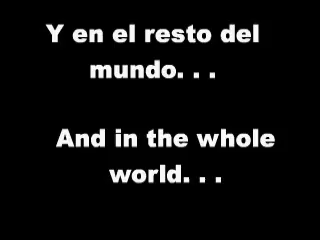 Y en el resto del
mundo. . .
And in the whole
world. . .